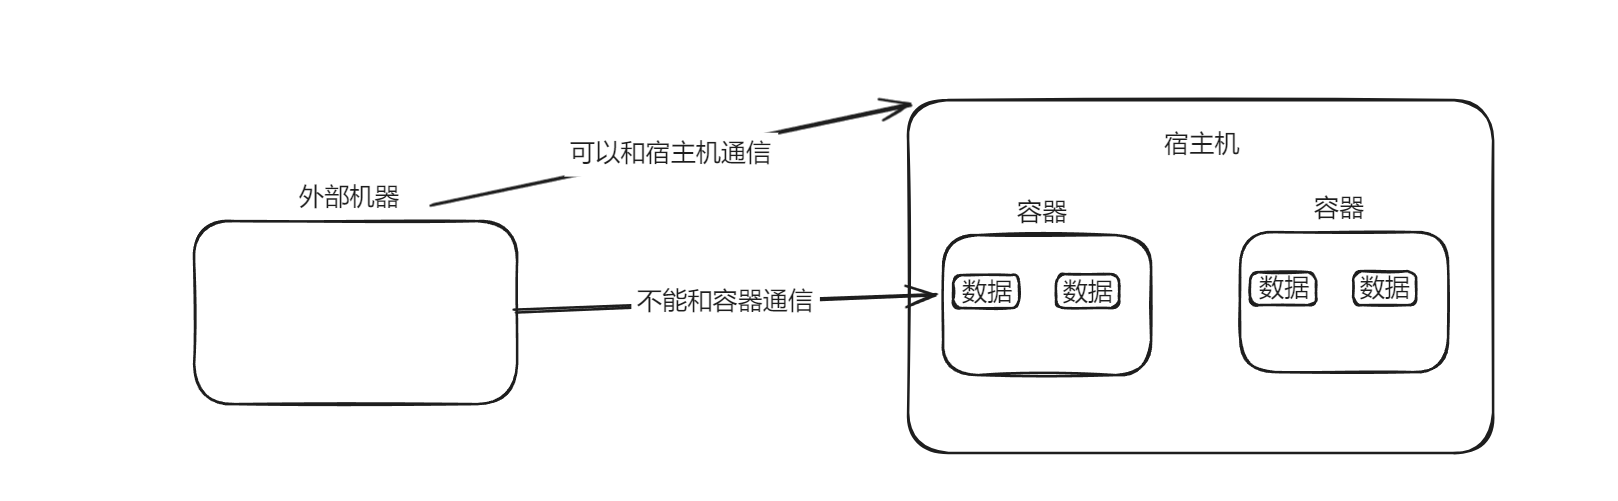 宿主机
可以和宿主机通信
外部机器
容器
容器
数据
数据
数据
数据
不能和容器通信